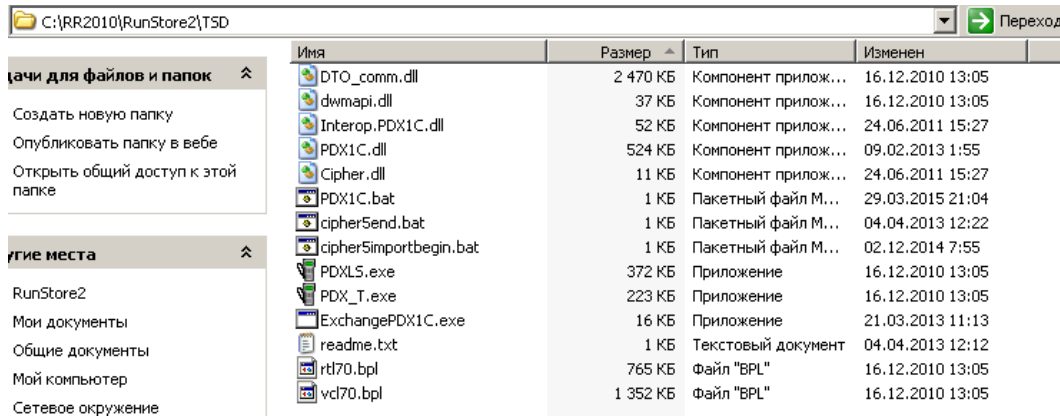 C:\RR2010\RunStore2\TSD Переход
Имя Размер Тип Изменен
DTO_comm.dll 2 470 КБ Компонент прилож... 16.12.2010 13:05
dwmapi.dll 37 КБ Компонент прилож... 16.12.2010 13:05
Interop.PDX1C.dll 52 КБ Компонент прилож... 24.06.2011 15:27
PDX1C.dll 524 КБ Компонент прилож... 09.02.2013 1:55
Cipher.dll 11 КБ Компонент прилож... 24.06.2011 15:27
PDX1C.bat 1 КБ Пакетный файл M... 29.03.2015 21:04
cipher5end.bat 1 КБ Пакетный файл M... 04.04.2013 12:22
cipher5importbegin.bat 1 КБ Пакетный файл M... 02.12.2014 7:55
PDXLS.exe 372 КБ Приложение 16.12.2010 13:05
PDX_T.exe 223 КБ Приложение 16.12.2010 13:05
ExchangePDX1C.exe 16 КБ Приложение 21.03.2013 11:13
readme.txt 1 КБ Текстовый документ 04.04.2013 12:12
rtl70.bpl 765 КБ Файл "BPL" 16.12.2010 13:05
vcl70.bpl 1 352 КБ Файл "BPL" 16.12.2010 13:05
дачи для файлов и папок
Создать новую папку
Опубликовать папку в вебе
Открыть общий доступ к этой
папке
угие места
RunStore2
Мои документы
Общие документы
Мой компьютер
Сетевое окружение